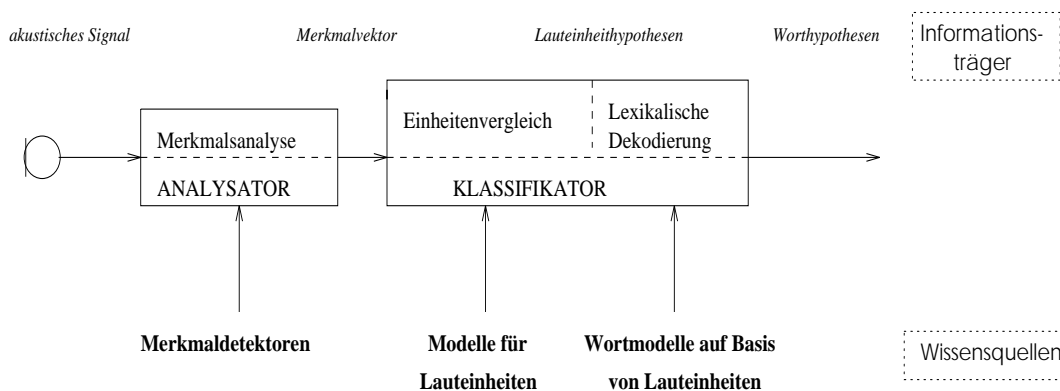 akustisches Signal
Merkmalvektor
Lauteinheithypothesen
Worthypothesen
Informations-
träger
Merkmalsanalyse
ANALYSATOR
Einheitenvergleich
Lexikalische
Dekodierung
KLASSIFIKATOR
Merkmaldetektoren
Modelle für
Lauteinheiten
Wortmodelle auf Basis
von Lauteinheiten
Wissensquellen